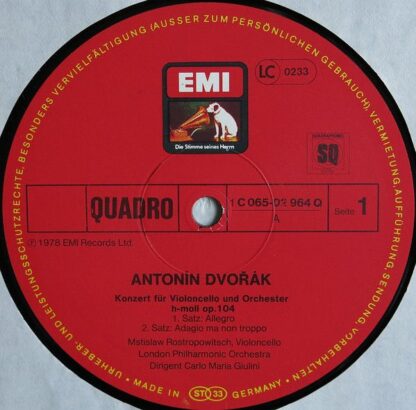 URHEBER- UND LEISTUNGSSCHUTZRECHTE, BESONDERS VERVIELFÄLTIGUNG (AUSSER ZUM PERSÖNLICHEN GEBRAUCH), VERMIETUNG, AUFFÜHRUNG, SENDUNG, VORBEHALTEN
EMI
LC 0233
Die Stimme seines Herrn
QUADRAPHONIC
SQ
QUADRO
1 C 065-02 964 Q
A
Seite 1
℗ 1978 EMI Records Ltd
ANTONÍN DVOŘÁK
Konzert für Violoncello und Orchester
h-moll op.104
1. Satz: Allegro
2. Satz: Adagio ma non troppo
Mstislav Rostropowitsch, Violoncello
London Philharmonic Orchestra
Dirigent Carlo Maria Giulini
MADE IN ST 33 GERMANY